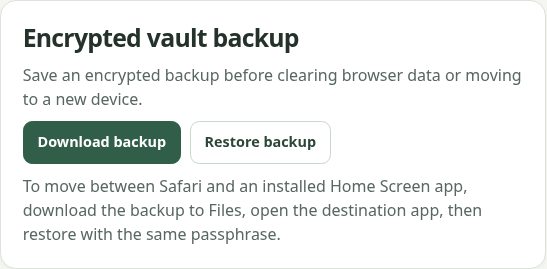 Encrypted vault backup
Save an encrypted backup before clearing browser data or moving
to a new device.
Download backup
Restore backup
To move between Safari and an installed Home Screen app,
download the backup to Files, open the destination app, then
restore with the same passphrase.